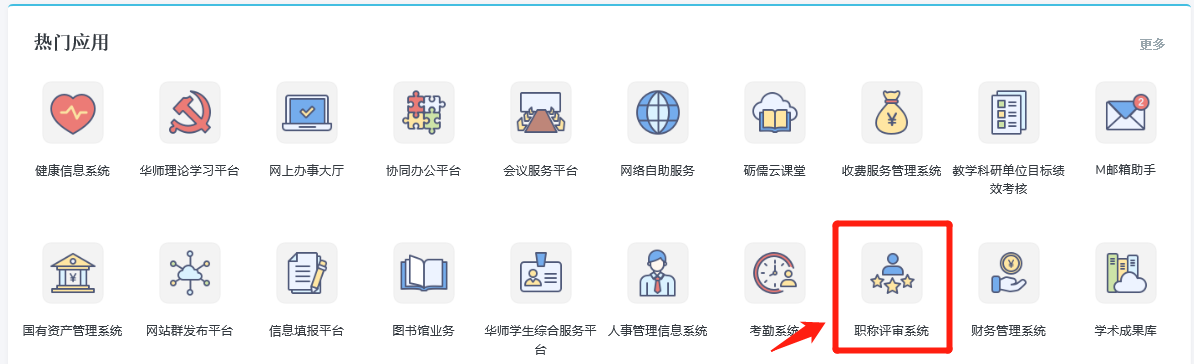 热门应用
更多
2
健康信息系统
华师理论学习平台
网上办事大厅
协同办公平台
会议服务平台
网络自助服务
砺儒云课堂
¥
收费服务管理系统
教学科研单位目标绩
效考核
M邮箱助手
¥
国有资产管理系统
网站群发布平台
信息填报平台
图书馆业务
华师学生综合服务平
台
人事管理信息系统
考勤系统
职称评审系统
¥
财务管理系统
学术成果库